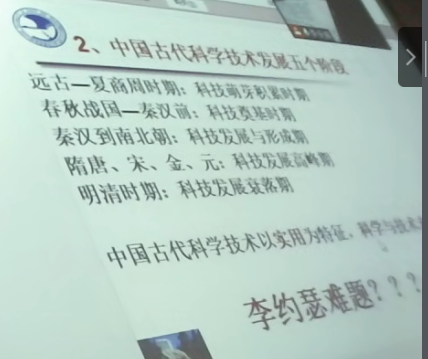 2、中国古代科学技术发展五个阶段
远古—夏商周时期：科技萌芽积累时期
春秋战国—秦汉前：科技奠基时期
秦汉到南北朝：科技发展与形成期
隋唐、宋、金、元：科技发展高峰期
明清时期：科技发展衰落期
中国古代科学技术以实用为特征，科学与技术
李约瑟难题？？？